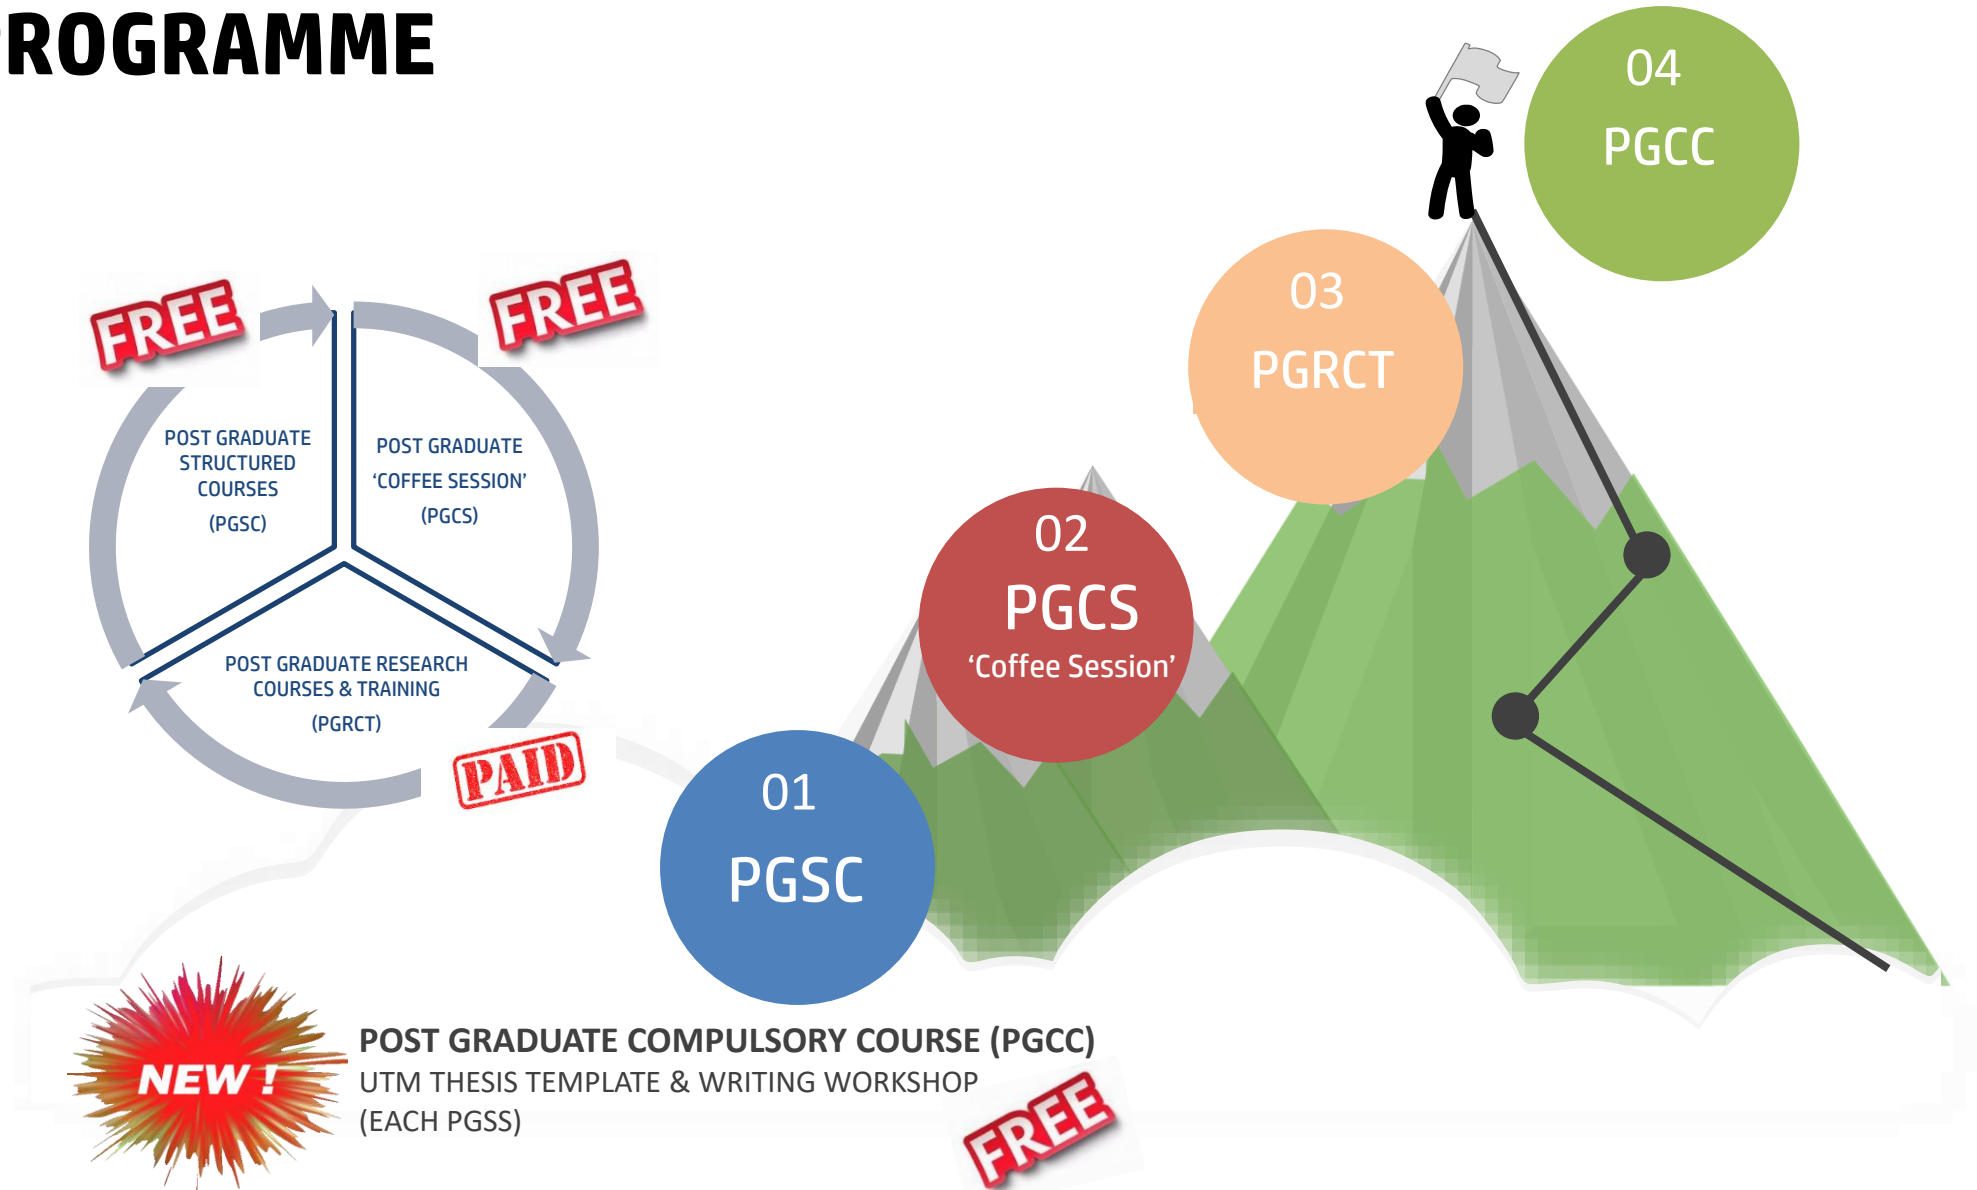 ROGRAMME
FREE
FREE
POST GRADUATE
STRUCTURED
COURSES
(PGSC)
POST GRADUATE
‘COFFEE SESSION’
(PGCS)
POST GRADUATE RESEARCH
COURSES & TRAINING
(PGRCT)
PAID
01
PGSC
02
PGCS
‘Coffee Session’
03
PGRCT
04
PGCC
NEW !
POST GRADUATE COMPULSORY COURSE (PGCC)
UTM THESIS TEMPLATE & WRITING WORKSHOP
(EACH PGSS)
FREE